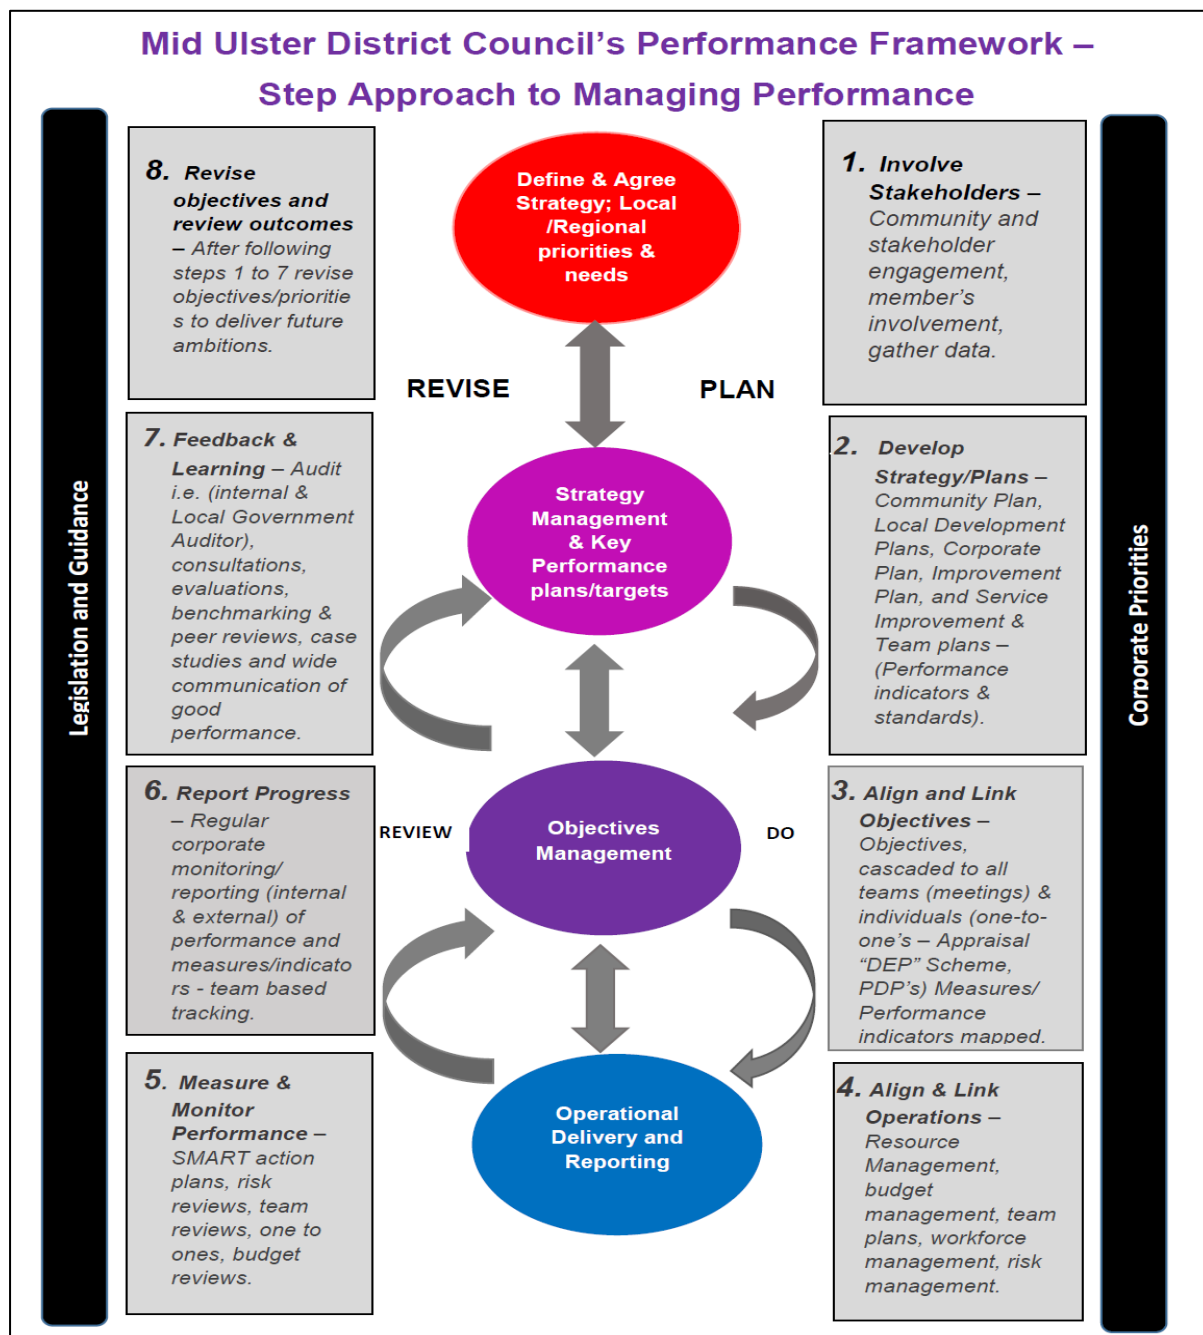 Mid Ulster District Council's Performance Framework –
Step Approach to Managing Performance
Legislation and Guidance
8. Revise
objectives and
review outcomes
– After following
steps 1 to 7 revise
objectives/prioritie
s to deliver future
ambitions.
7. Feedback &
Learning – Audit
i.e. (internal &
Local Government
Auditor),
consultations,
evaluations,
benchmarking &
peer reviews, case
studies and wide
communication of
good
performance.
6. Report Progress
– Regular
corporate
monitoring/
reporting (internal
& external) of
performance and
measures/indicato
rs - team based
tracking.
5. Measure &
Monitor
Performance –
SMART action
plans, risk
reviews, team
reviews, one to
ones, budget
reviews.
Define & Agree
Strategy; Local
/Regional
priorities &
needs
REVISE
PLAN
Strategy
Management
& Key
Performance
plans/targets
REVIEW
Objectives
Management
DO
Operational
Delivery and
Reporting
1. Involve
Stakeholders –
Community and
stakeholder
engagement,
member's
involvement,
gather data.
2. Develop
Strategy/Plans –
Community Plan,
Local Development
Plans, Corporate
Plan, Improvement
Plan, and Service
Improvement &
Team plans –
(Performance
indicators &
standards).
3. Align and Link
Objectives –
Objectives,
cascaded to all
teams (meetings) &
individuals (one-to-
one's – Appraisal
“DEP” Scheme,
PDP's) Measures/
Performance
indicators mapped.
4. Align & Link
Operations –
Resource
Management,
budget
management, team
plans, workforce
management, risk
management.
Corporate Priorities